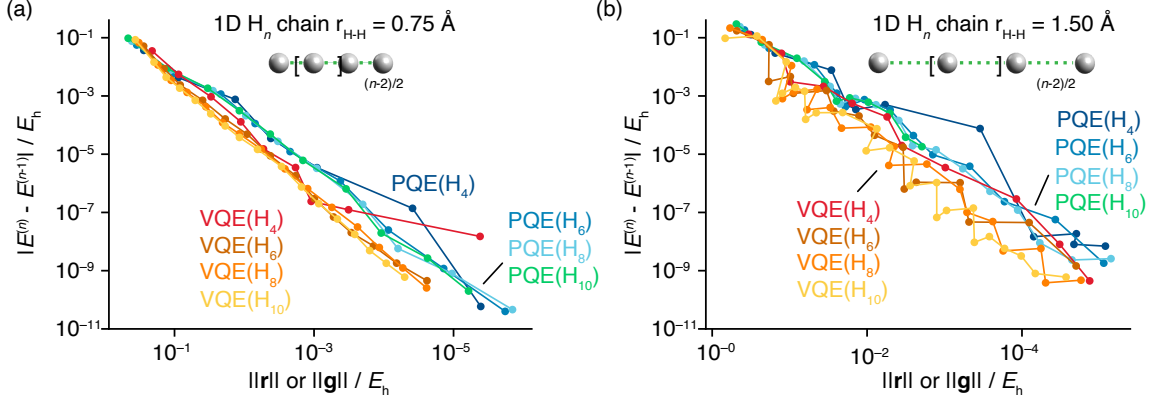 (a)
1D Hₙ chain r_H-H = 0.75 Å
[ ]
(n-2)/2
|E⁽ⁿ⁾ - E⁽ⁿ⁻¹⁾| / Eₕ
10⁻¹
10⁻³
10⁻⁵
10⁻⁷
10⁻⁹
10⁻¹¹
PQE(H₄)
VQE(H₄)
VQE(H₆)
VQE(H₈)
VQE(H₁₀)
PQE(H₆)
PQE(H₈)
PQE(H₁₀)
10⁻¹ 10⁻³ 10⁻⁵
||r|| or ||g|| / Eₕ
(b)
1D Hₙ chain r_H-H = 1.50 Å
[ ]
(n-2)/2
|E⁽ⁿ⁾ - E⁽ⁿ⁻¹⁾| / Eₕ
10⁻¹
10⁻³
10⁻⁵
10⁻⁷
10⁻⁹
10⁻¹¹
PQE(H₄)
PQE(H₆)
PQE(H₈)
PQE(H₁₀)
VQE(H₄)
VQE(H₆)
VQE(H₈)
VQE(H₁₀)
10⁻⁰ 10⁻² 10⁻⁴
||r|| or ||g|| / Eₕ